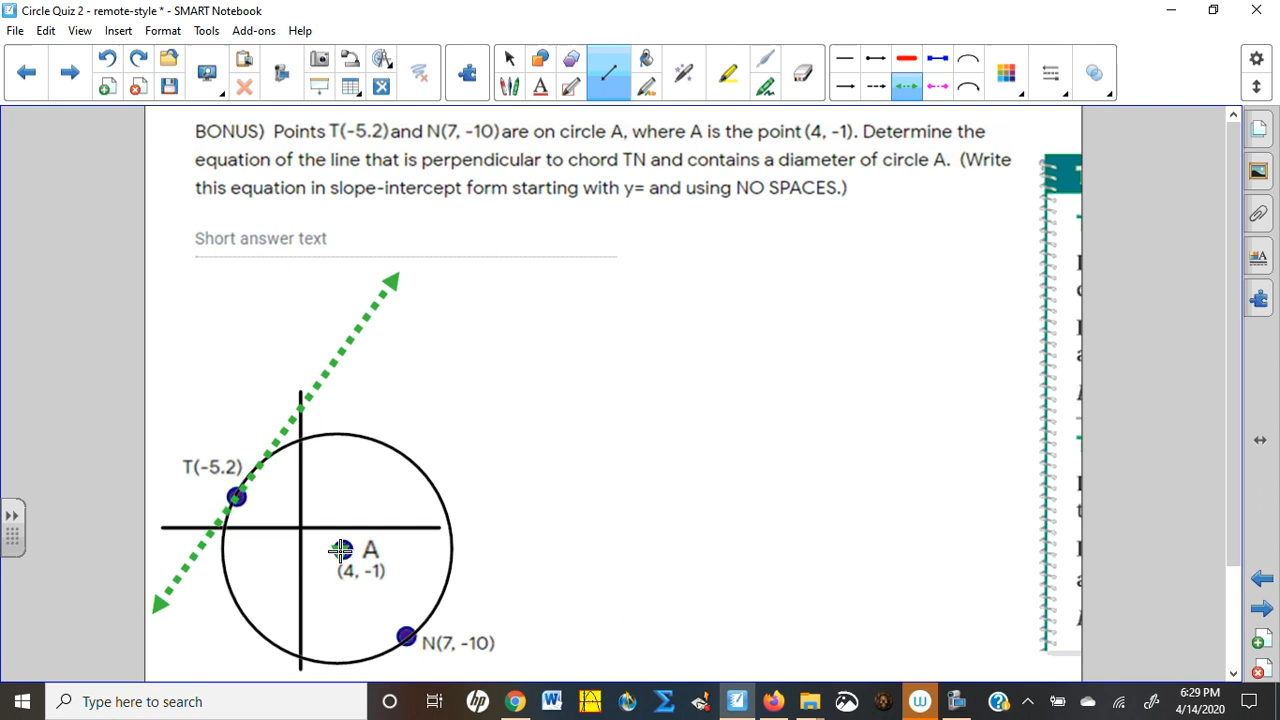 Circle Quiz 2 - remote-style * - SMART Notebook
File Edit View Insert Format Tools Add-ons Help
BONUS) Points T(-5.2) and N(7, -10) are on circle A, where A is the point (4, -1). Determine the
equation of the line that is perpendicular to chord TN and contains a diameter of circle A. (Write
this equation in slope-intercept form starting with y= and using NO SPACES.)
Short answer text
T(-5.2)
A
(4, -1)
N(7, -10)
Type here to search
6:29 PM
4/14/2020